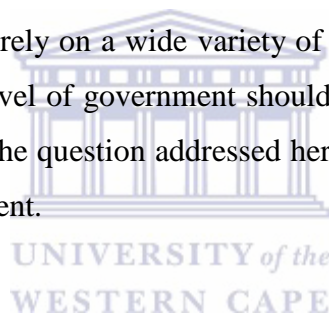 rely on a wide variety of
vel of government should
he question addressed her
ent.
UNIVERSITY of the
WESTERN CAPE